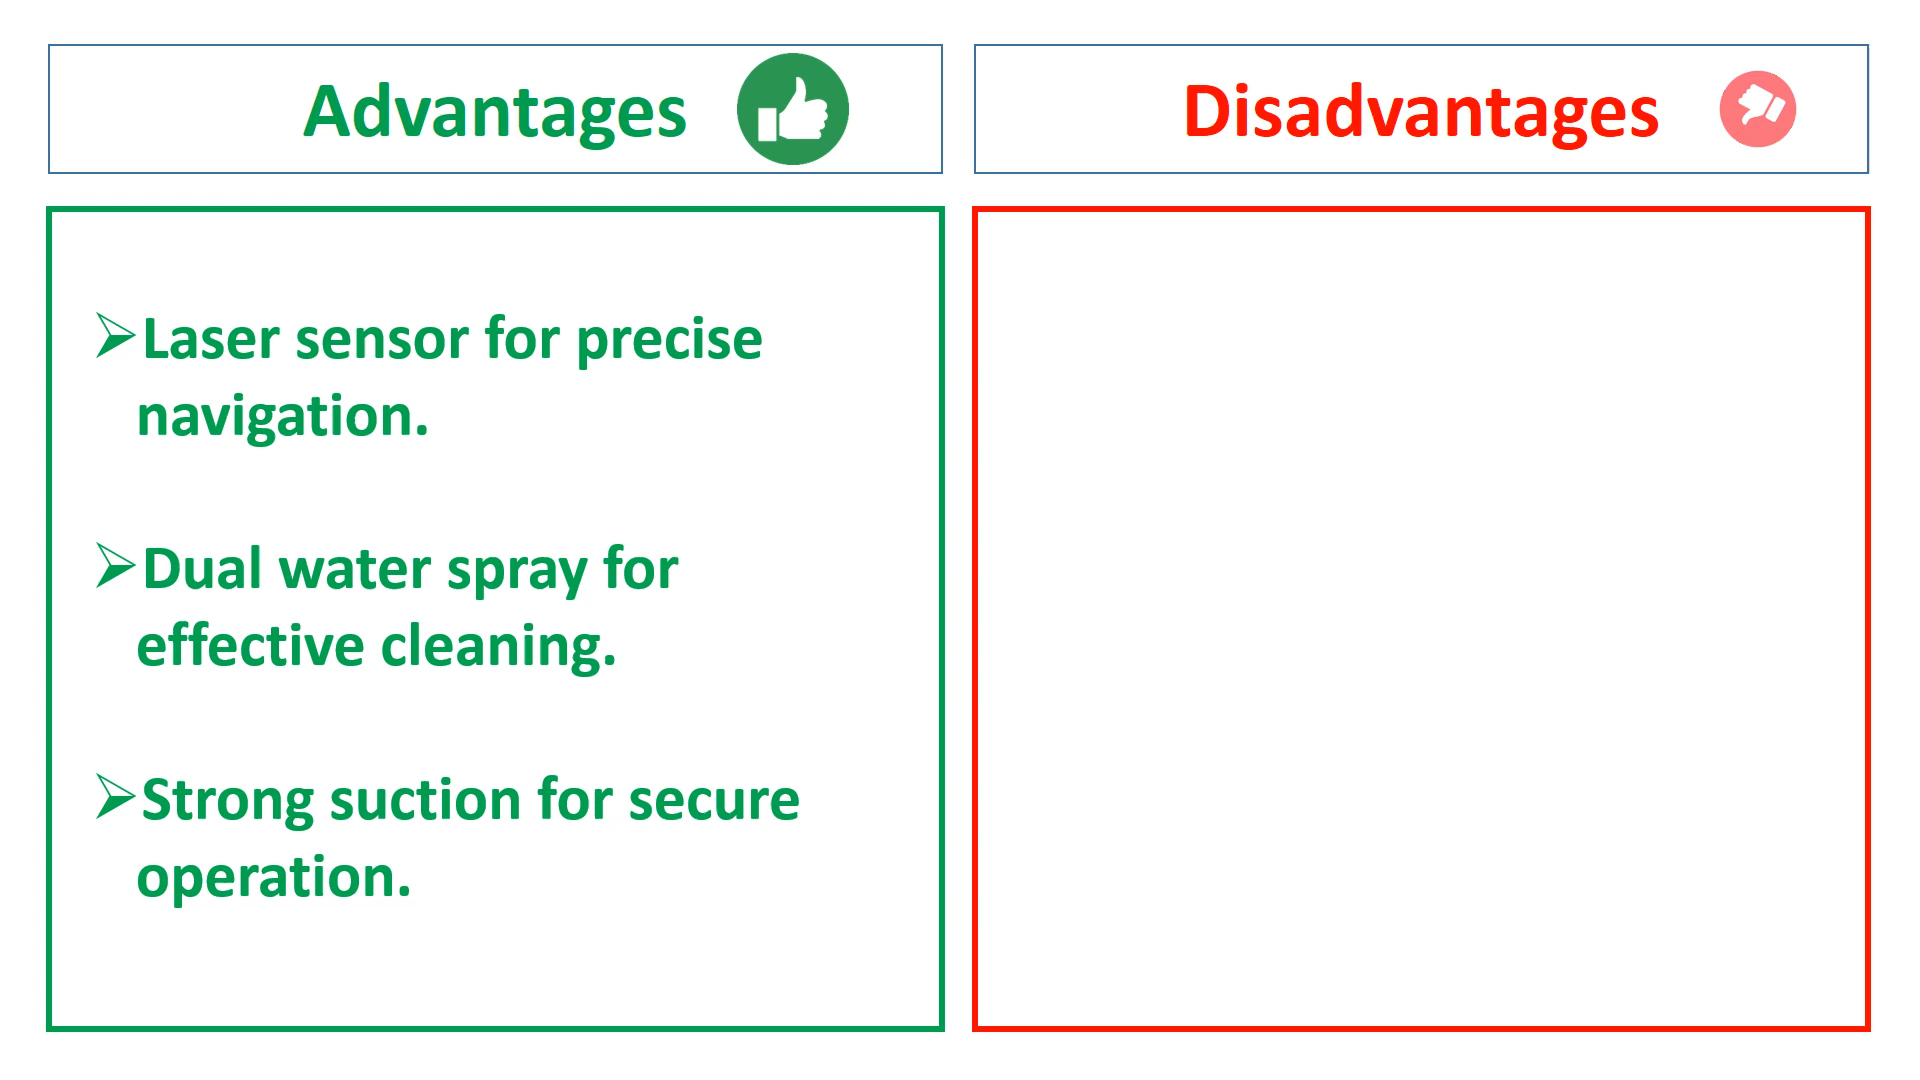 Advantages
Disadvantages
Laser sensor for precise
navigation.
Dual water spray for
effective cleaning.
Strong suction for secure
operation.